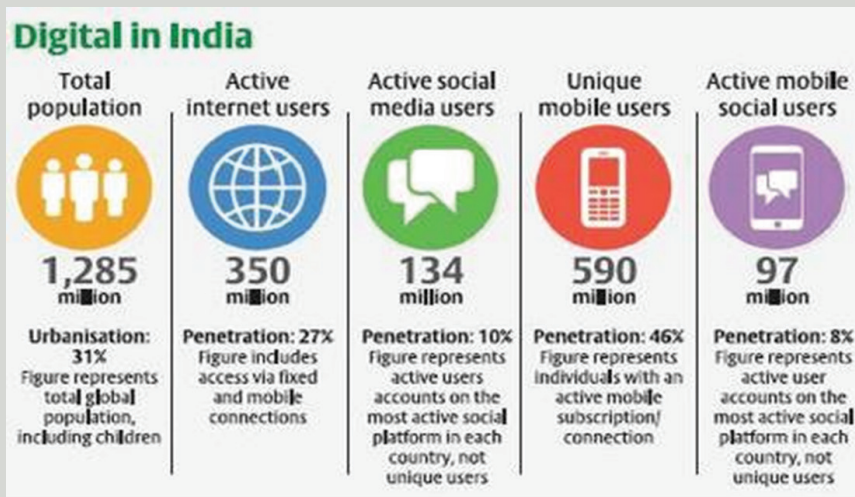 Digital in India
Total
population
1,285
million
Urbanisation:
31%
Figure represents
total global
population,
including children
Active
internet users
350
million
Penetration: 27%
Figure includes
access via fixed
and mobile
connections
Active social
media users
134
million
Penetration: 10%
Figure represents
active users
accounts on the
most active social
platform in each
country, not
unique users
Unique
mobile users
590
million
Penetration: 46%
Figure represents
individuals with an
active mobile
subscription/
connection
Active mobile
social users
97
million
Penetration: 8%
Figure represents
active user
accounts on the
most active social
platform in each
country, not
unique users